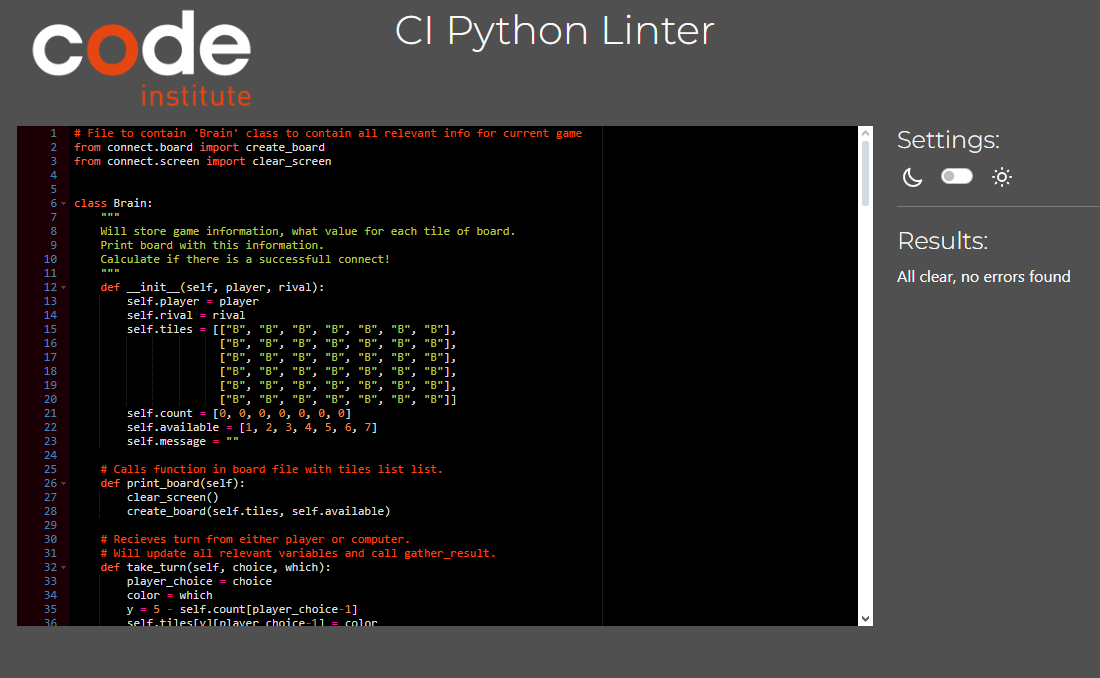 code
institute
CI Python Linter
1 # File to contain 'Brain' class to contain all relevant info for current game
2 from connect.board import create_board
3 from connect.screen import clear_screen
4
5
6 class Brain:
7     """
8     Will store game information, what value for each tile of board.
9     Print board with this information.
10     Calculate if there is a successfull connect!
11     """
12     def __init__(self, player, rival):
13         self.player = player
14         self.rival = rival
15         self.tiles = [["B", "B", "B", "B", "B", "B", "B"],
16                       ["B", "B", "B", "B", "B", "B", "B"],
17                       ["B", "B", "B", "B", "B", "B", "B"],
18                       ["B", "B", "B", "B", "B", "B", "B"],
19                       ["B", "B", "B", "B", "B", "B", "B"],
20                       ["B", "B", "B", "B", "B", "B", "B"]]
21         self.count = [0, 0, 0, 0, 0, 0, 0]
22         self.available = [1, 2, 3, 4, 5, 6, 7]
23         self.message = ""
24
25     # Calls function in board file with tiles list list.
26     def print_board(self):
27         clear_screen()
28         create_board(self.tiles, self.available)
29
30     # Recieves turn from either player or computer.
31     # Will update all relevant variables and call gather_result.
32     def take_turn(self, choice, which):
33         player_choice = choice
34         color = which
35         y = 5 - self.count[player_choice-1]
36         self.tiles[y][player_choice-1] = color
Settings:
Results:
All clear, no errors found